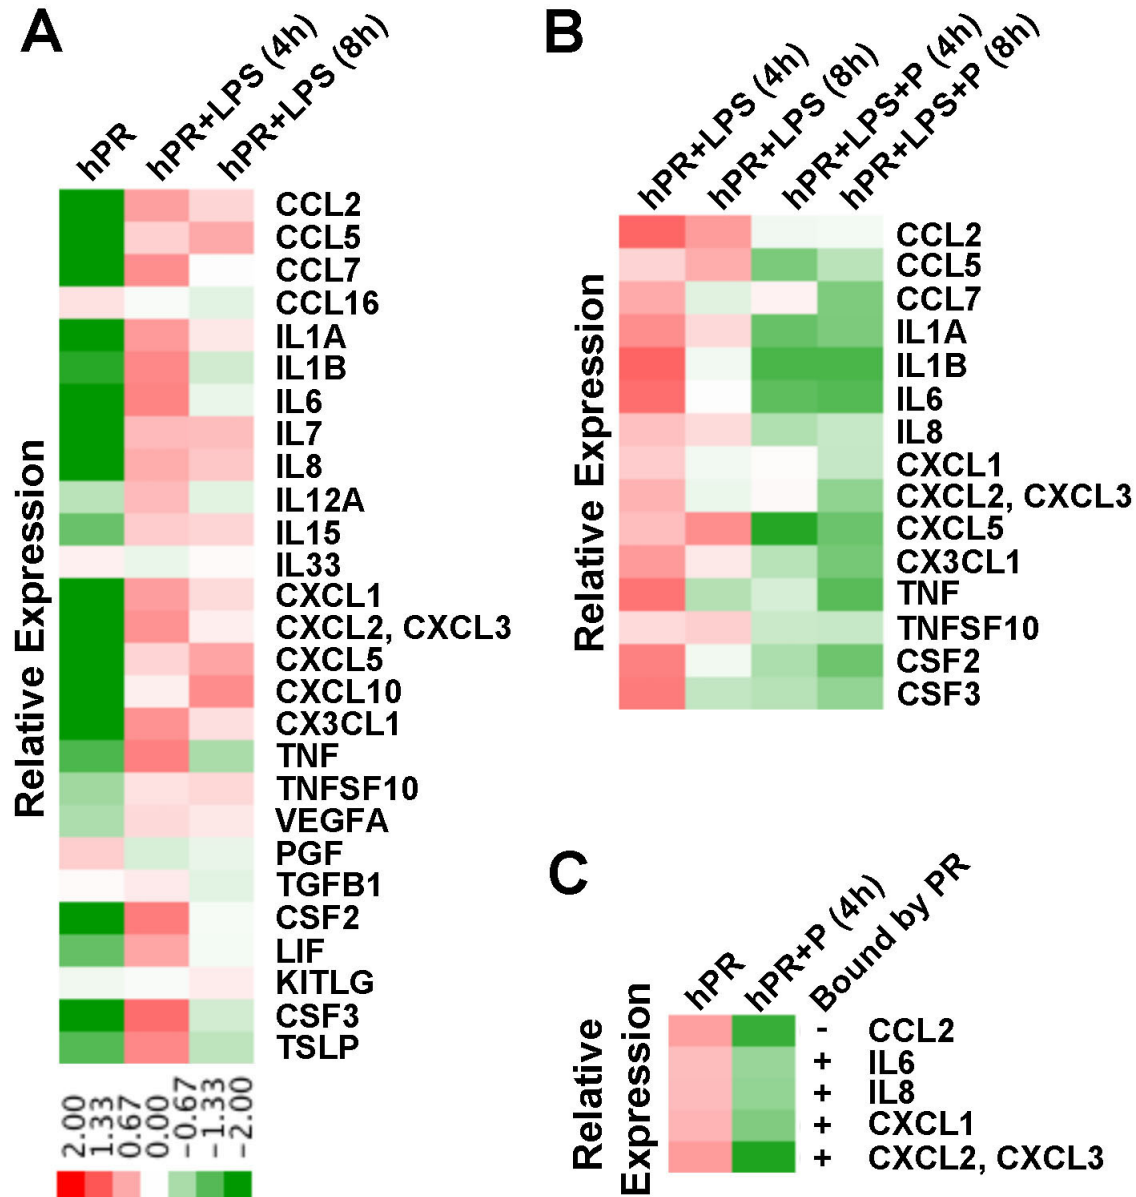 A
hPR
hPR+LPS (4h)
hPR+LPS (8h)
Relative Expression
CCL2
CCL5
CCL7
CCL16
IL1A
IL1B
IL6
IL7
IL8
IL12A
IL15
IL33
CXCL1
CXCL2, CXCL3
CXCL5
CXCL10
CX3CL1
TNF
TNFSF10
VEGFA
PGF
TGFB1
CSF2
LIF
KITLG
CSF3
TSLP
2.00
1.33
0.67
0.00
-0.67
-1.33
-2.00
B
hPR+LPS (4h)
hPR+LPS (8h)
hPR+LPS+P (4h)
hPR+LPS+P (8h)
Relative Expression
CCL2
CCL5
CCL7
IL1A
IL1B
IL6
IL8
CXCL1
CXCL2, CXCL3
CXCL5
CX3CL1
TNF
TNFSF10
CSF2
CSF3
C
hPR
hPR+P (4h)
Bound by PR
Relative
Expression
- CCL2
+ IL6
+ IL8
+ CXCL1
+ CXCL2, CXCL3